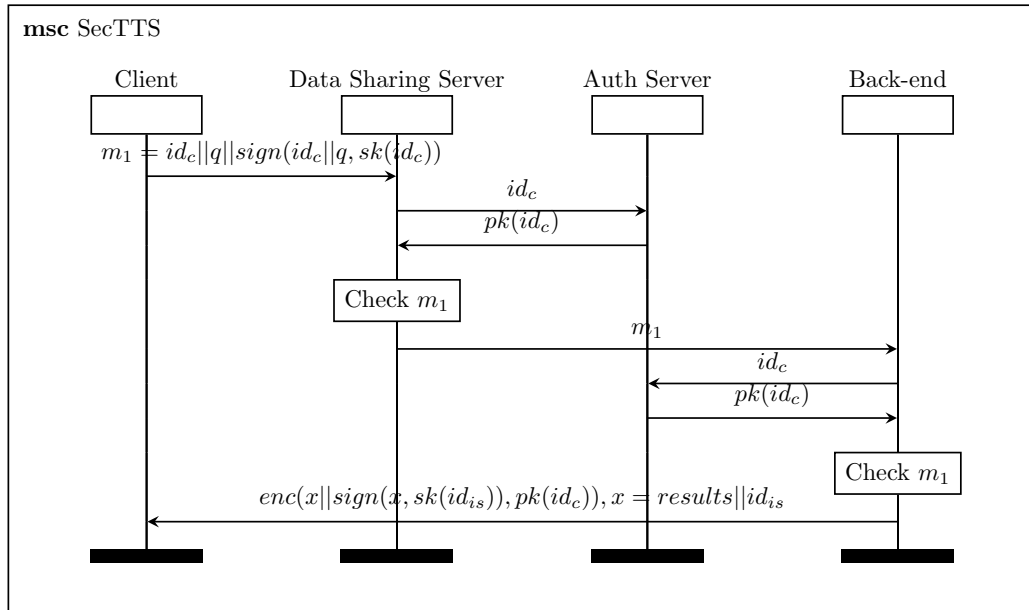 msc SecTTS
Client Data Sharing Server Auth Server Back-end
m₁ = id_c||q||sign(id_c||q, sk(id_c))
id_c
pk(id_c)
Check m₁
m₁
id_c
pk(id_c)
Check m₁
enc(x||sign(x, sk(id_is)), pk(id_c)), x = results||id_is